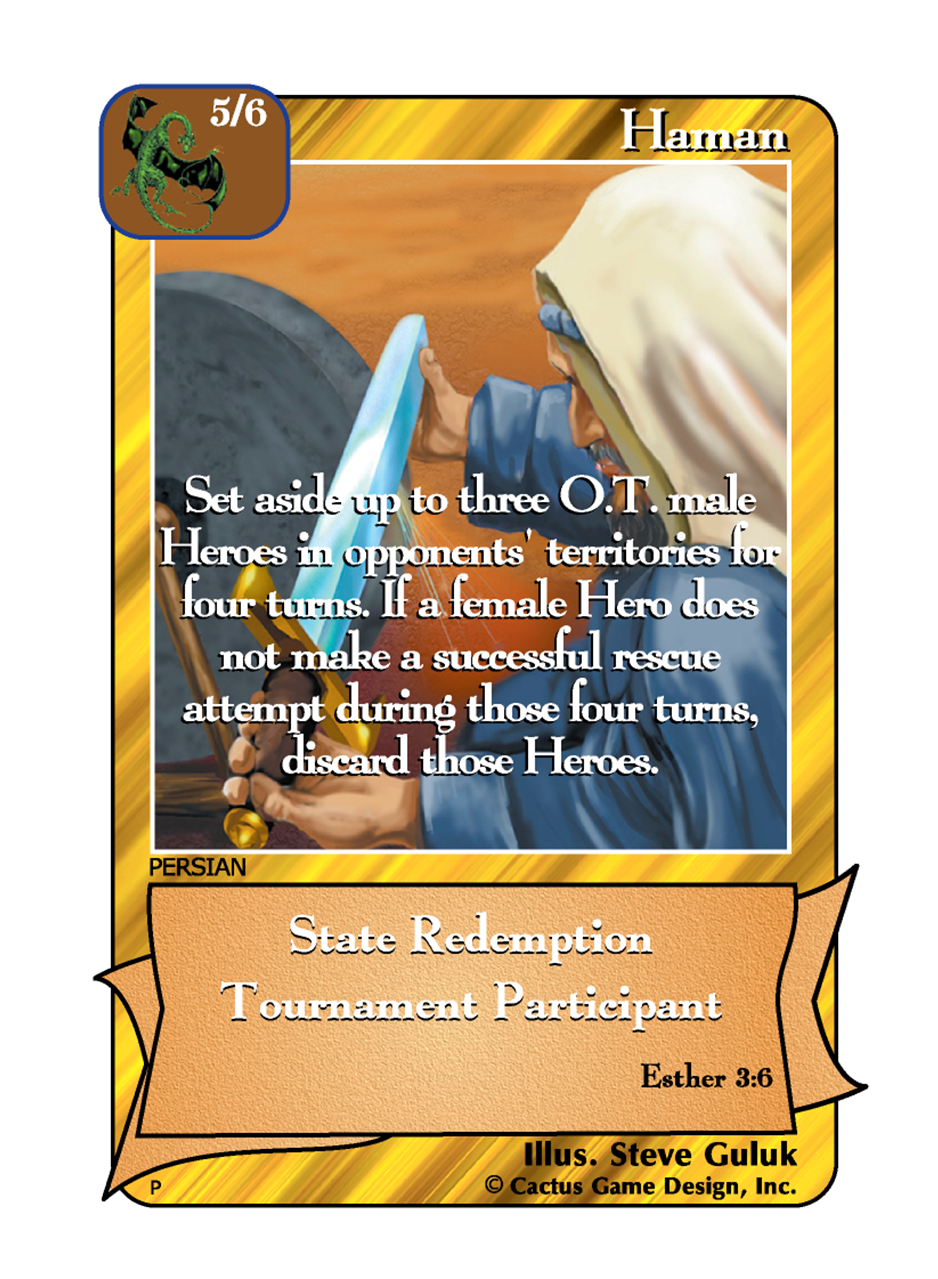 5/6
Haman
Set aside up to three O.T. male
Heroes in opponents' territories for
four turns. If a female Hero does
not make a successful rescue
attempt during those four turns,
discard those Heroes.
PERSIAN
State Redemption
Tournament Participant
Esther 3:6
Illus. Steve Guluk
P
© Cactus Game Design, Inc.